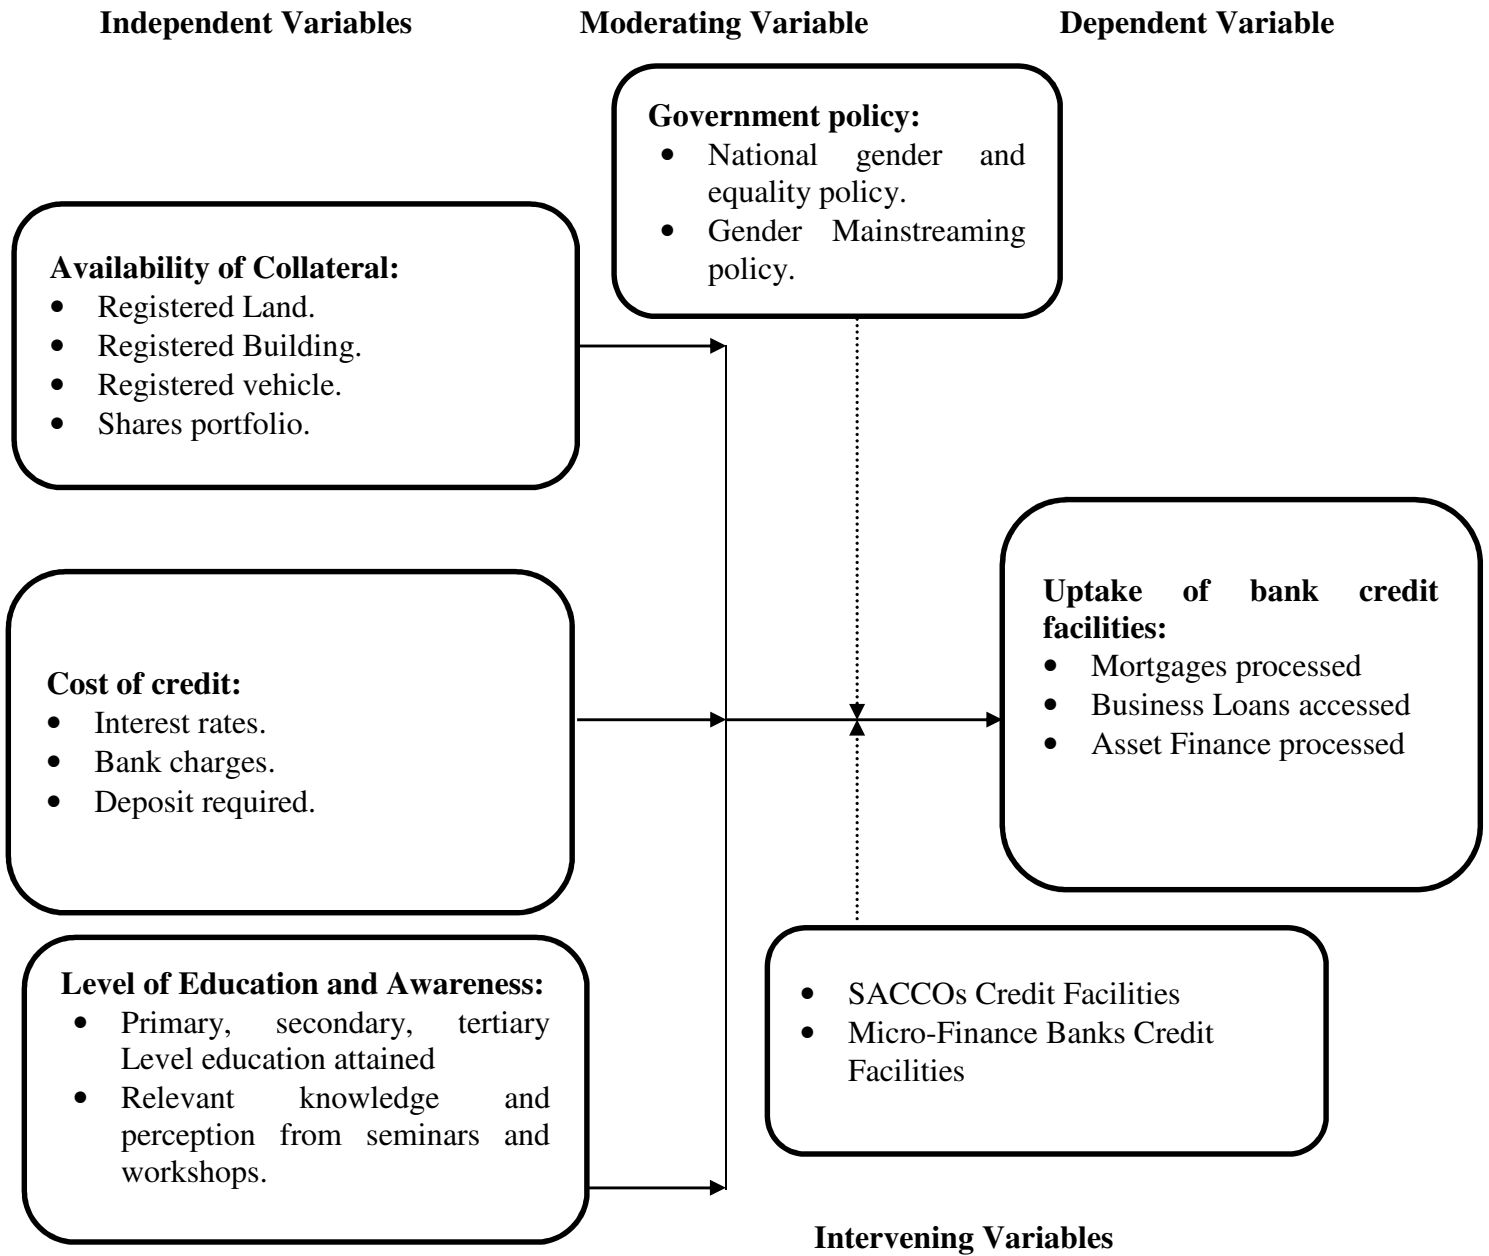 Independent Variables
Moderating Variable
Dependent Variable
Government policy:
• National gender and
equality policy.
• Gender Mainstreaming
policy.
Availability of Collateral:
• Registered Land.
• Registered Building.
• Registered vehicle.
• Shares portfolio.
Cost of credit:
• Interest rates.
• Bank charges.
• Deposit required.
Uptake of bank credit
facilities:
• Mortgages processed
• Business Loans accessed
• Asset Finance processed
Level of Education and Awareness:
• Primary, secondary, tertiary
Level education attained
• Relevant knowledge and
perception from seminars and
workshops.
• SACCOs Credit Facilities
• Micro-Finance Banks Credit
Facilities
Intervening Variables